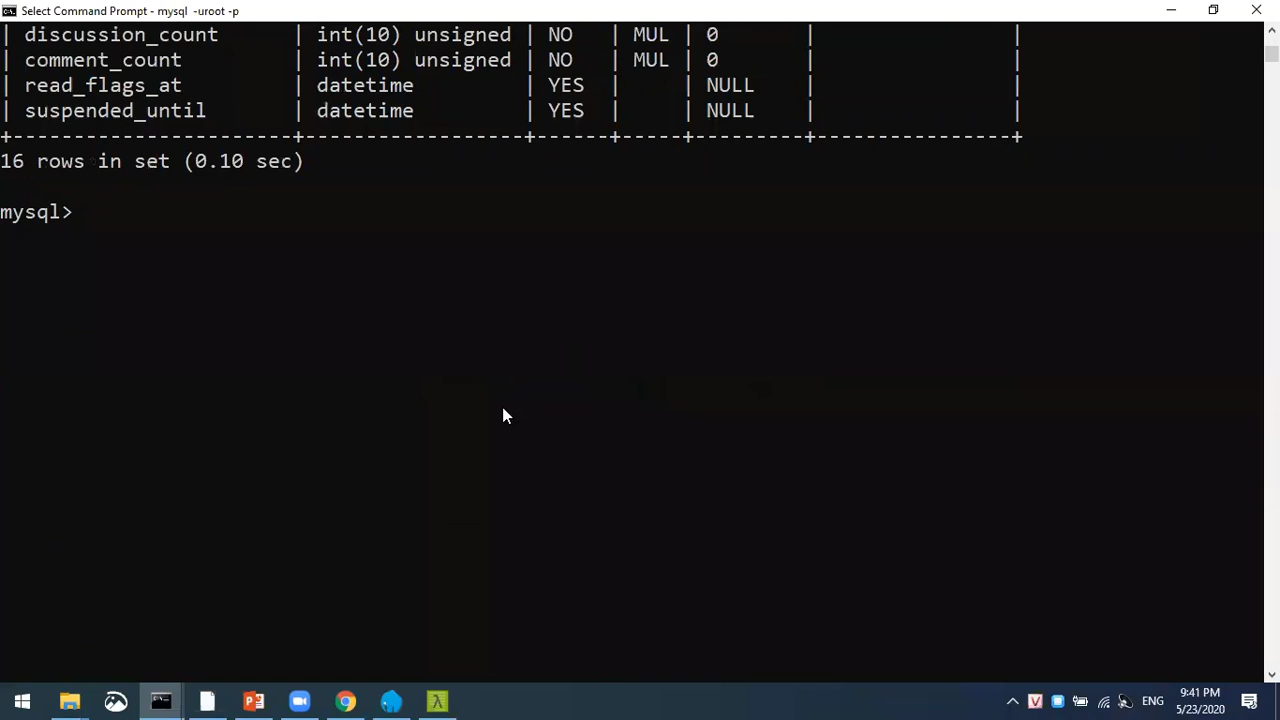 Select Command Prompt - mysql -uroot -p
| discussion_count | int(10) unsigned | NO | MUL | 0 | |
| comment_count | int(10) unsigned | NO | MUL | 0 | |
| read_flags_at | datetime | YES | | NULL | |
| suspended_until | datetime | YES | | NULL | |
+-----------------------+------------------+------+-----+---------+----------------+
16 rows in set (0.10 sec)
mysql>
ENG
9:41 PM
5/23/2020